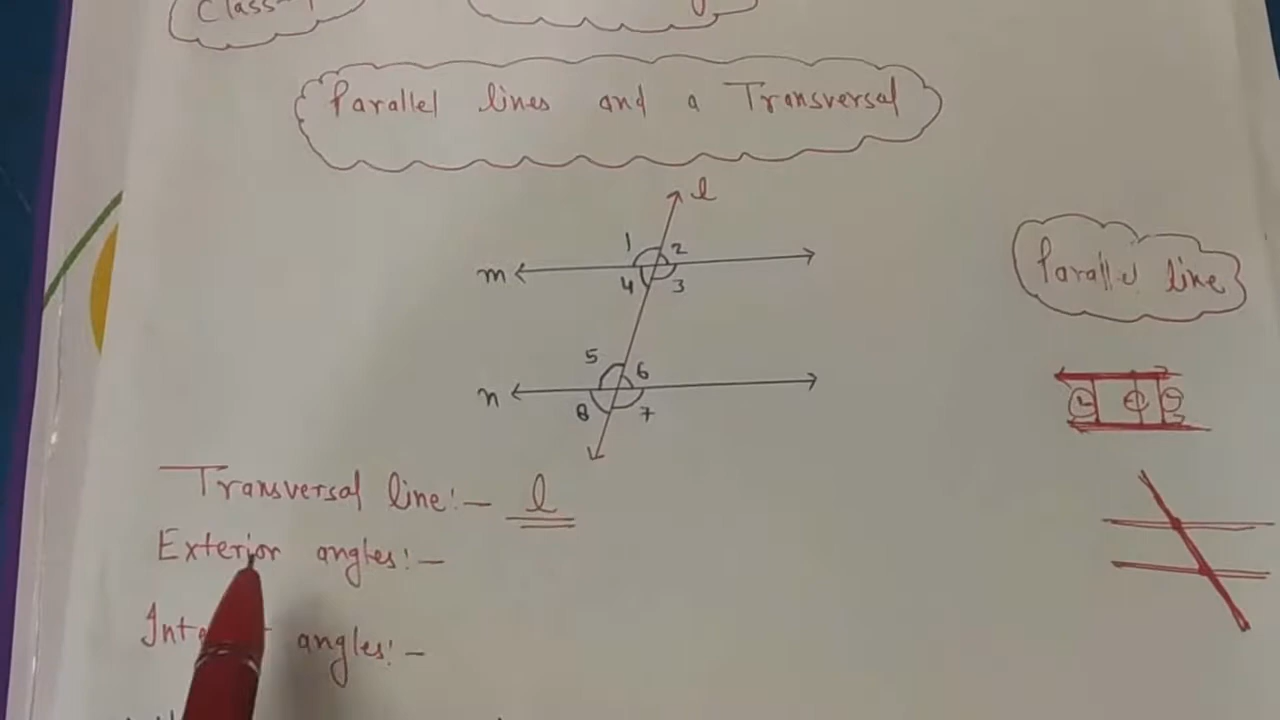 Class-
Parallel lines and a Transversal
l
1 2
m
4 3
Parallel line
5 6
n
8 7
Transversal line:- l
Exterior angles:-
angles:-